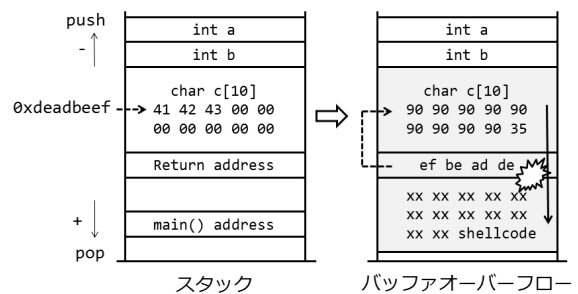 push
-
0xdeadbeef
+
pop
int a
int b
char c[10]
41 42 43 00 00
00 00 00 00 00
Return address
main() address
スタック
int a
int b
char c[10]
90 90 90 90 90
90 90 90 90 35
ef be ad de
xx xx xx xx xx
xx xx xx xx xx
xx xx shellcode
バッファオーバーフロー